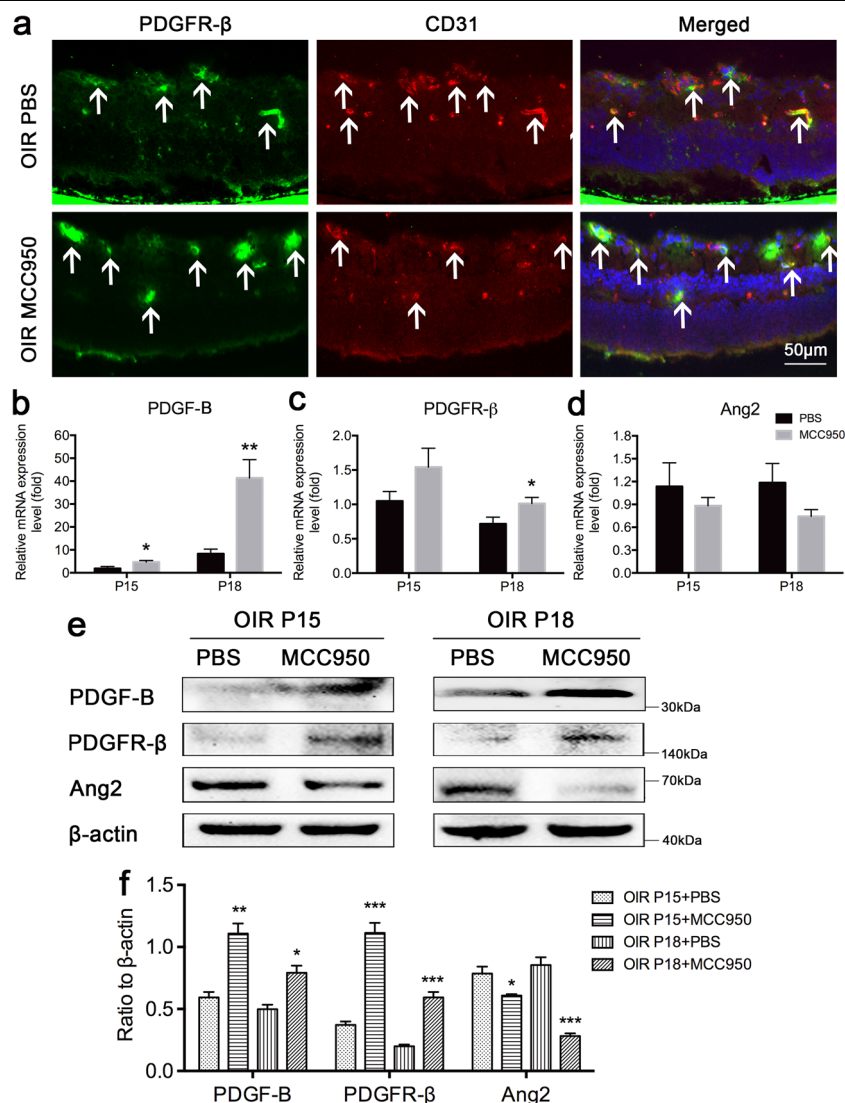 a
PDGFR-β
CD31
Merged
OIR PBS
OIR MCC950
50μm
b
PDGF-B
Relative mRNA expression
level (fold)
60
50
40
30
20
10
0
*
**
P15
P18
c
PDGFR-β
Relative mRNA expression
level (fold)
2.0
1.5
1.0
0.5
0.0
*
P15
P18
d
Ang2
PBS
MCC950
Relative mRNA expression
level (fold)
1.8
1.5
1.2
0.9
0.6
0.3
0.0
P15
P18
e
OIR P15
OIR P18
PBS
MCC950
PBS
MCC950
PDGF-B
30kDa
PDGFR-β
140kDa
Ang2
70kDa
β-actin
40kDa
f
Ratio to β-actin
1.5
1.0
0.5
0.0
**
*
***
***
*
***
OIR P15+PBS
OIR P15+MCC950
OIR P18+PBS
OIR P18+MCC950
PDGF-B
PDGFR-β
Ang2